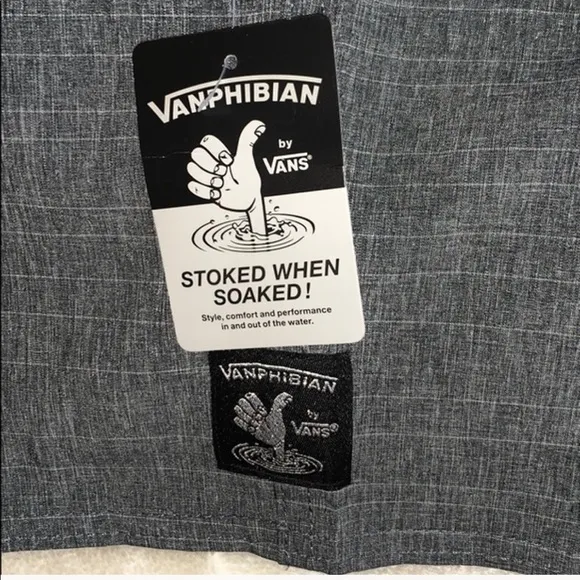 VANPHIBIAN
by
VANS®
STOKED WHEN
SOAKED!
Style, comfort and performance
in and out of the water.
VANPHIBIAN
by
VANS®